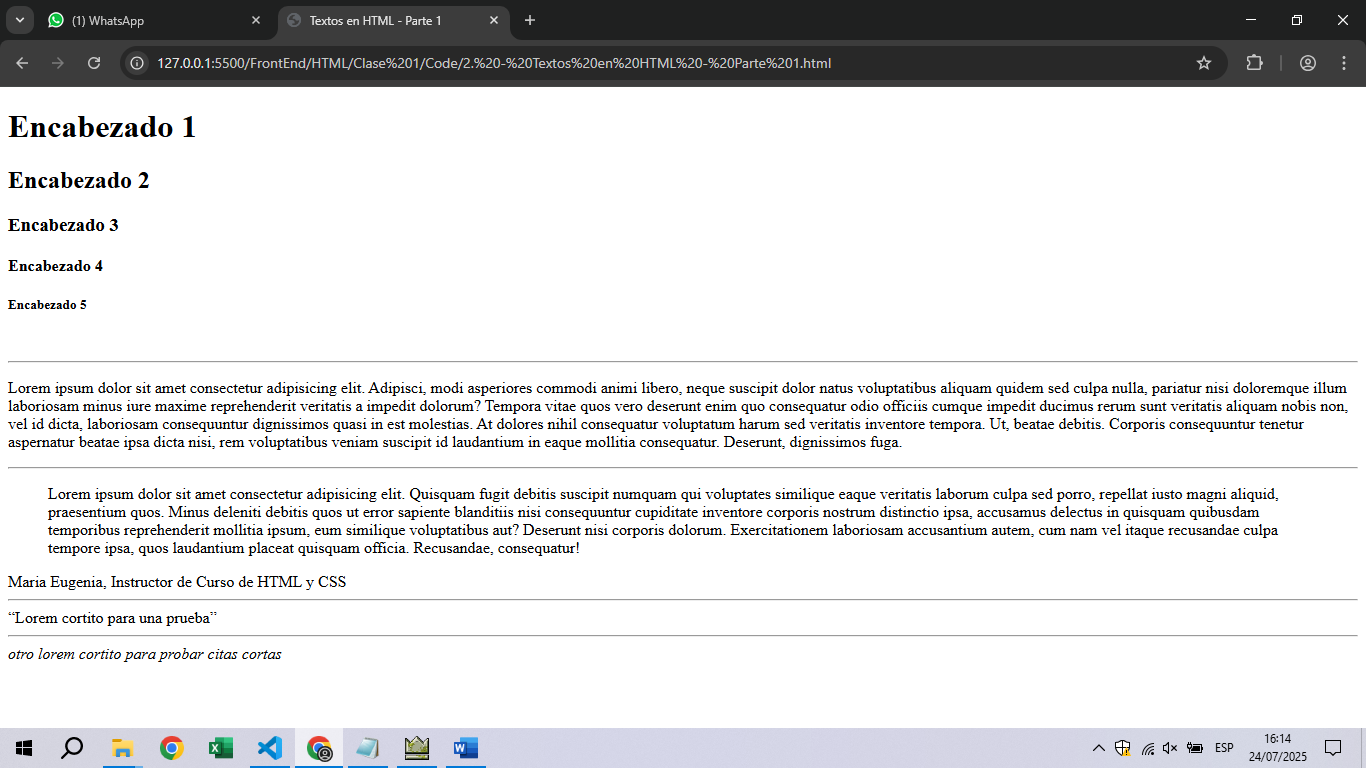 (1) WhatsApp
Textos en HTML - Parte 1
127.0.0.1:5500/FrontEnd/HTML/Clase%201/Code/2.%20-%20Textos%20en%20HTML%20-%20Parte%201.html
Encabezado 1
Encabezado 2
Encabezado 3
Encabezado 4
Encabezado 5
Lorem ipsum dolor sit amet consectetur adipisicing elit. Adipisci, modi asperiores commodi animi libero, neque suscipit dolor natus voluptatibus aliquam quidem sed culpa nulla, pariatur nisi doloremque illum
laboriosam minus iure maxime reprehenderit veritatis a impedit dolorum? Tempora vitae quos vero deserunt enim quo consequatur odio officiis cumque impedit ducimus rerum sunt veritatis aliquam nobis non,
vel id dicta, laboriosam consequuntur dignissimos quasi in est molestias. At dolores nihil consequatur voluptatum harum sed veritatis inventore tempora. Ut, beatae debitis. Corporis consequuntur tenetur
aspernatur beatae ipsa dicta nisi, rem voluptatibus veniam suscipit id laudantium in eaque mollitia consequatur. Deserunt, dignissimos fuga.
Lorem ipsum dolor sit amet consectetur adipisicing elit. Quisquam fugit debitis suscipit numquam qui voluptates similique eaque veritatis laborum culpa sed porro, repellat iusto magni aliquid,
praesentium quos. Minus deleniti debitis quos ut error sapiente blanditiis nisi consequuntur cupiditate inventore corporis nostrum distinctio ipsa, accusamus delectus in quisquam quibusdam
temporibus reprehenderit mollitia ipsum, eum similique voluptatibus aut? Deserunt nisi corporis dolorum. Exercitationem laboriosam accusantium autem, cum nam vel itaque recusandae culpa
tempore ipsa, quos laudantium placeat quisquam officia. Recusandae, consequatur!
Maria Eugenia, Instructor de Curso de HTML y CSS
“Lorem cortito para una prueba”
otro lorem cortito para probar citas cortas
ESP
16:14
24/07/2025